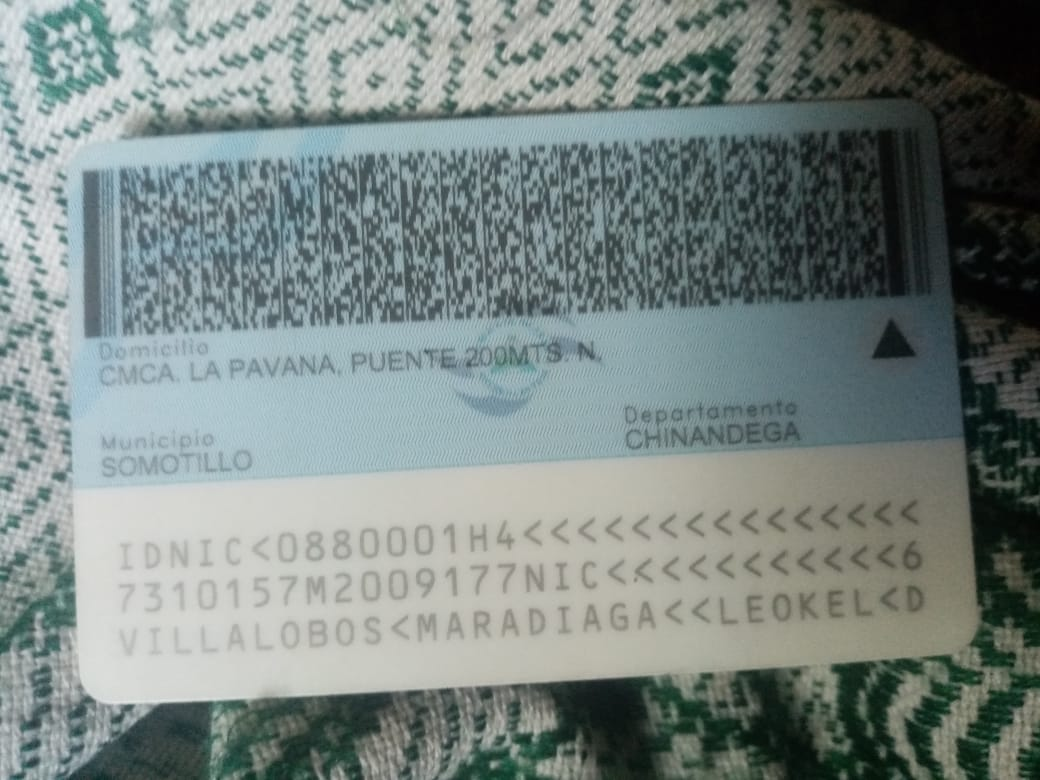 Domicilio
CMCA. LA PAVANA, PUENTE 200MTS. N.
Municipio
SOMOTILLO
Departamento
CHINANDEGA
IDNIC<0880001H4<<<<<<<<<<<<<<<
7310157M2009177NIC<<<<<<<<<<<6
VILLALOBOS<MARADIAGA<<LEOKEL<D